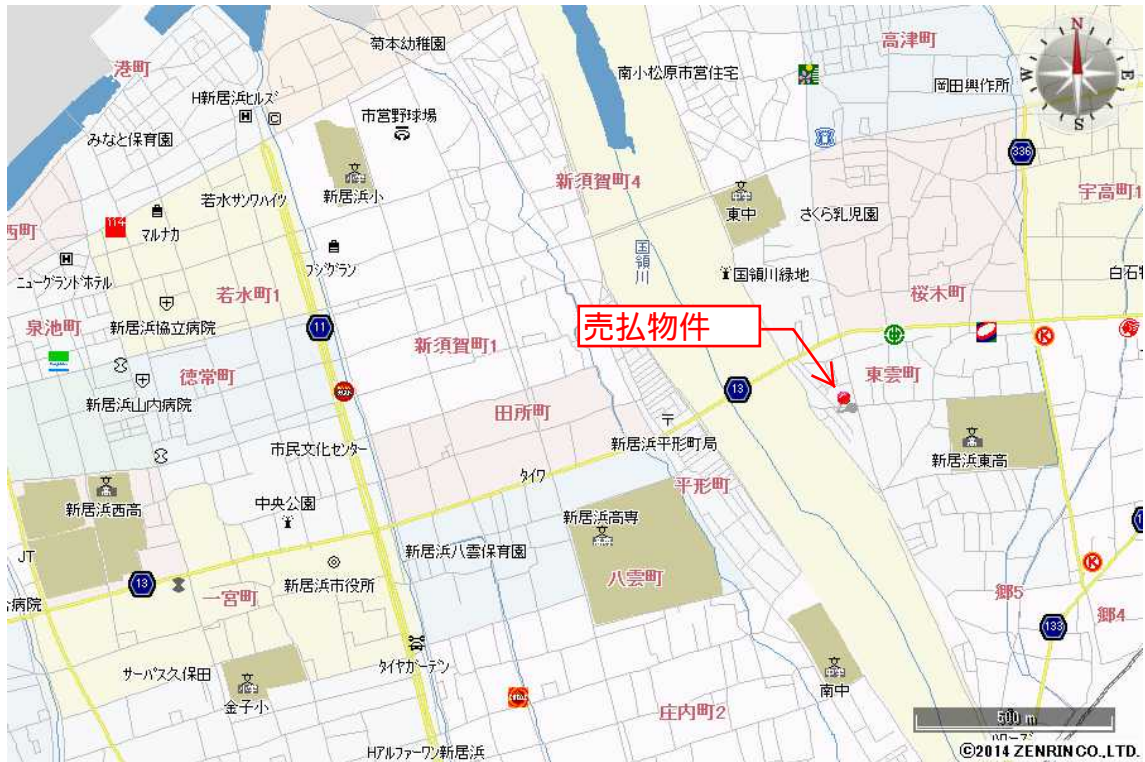 菊本幼稚園
高津町
港町
南小松原市営住宅
岡田興作所
N
W
E
S
H新居浜ヒルズ
市営野球場
みなと保育園
336
新須賀町4
若水サンワハイツ
新居浜小
東中
さくら乳児園
宇高町1
西町
114
マルナカ
フジグラン
国領川
国領川緑地
ニューグランドホテル
若水町1
桜木町
泉池町
新居浜協立病院
11
売払物件
新須賀町1
徳常町
13
東雲町
新居浜山内病院
田所町
新居浜平形町局
市民文化センター
新居浜東高
タイワ
平形町
新居浜西高
中央公園
新居浜高専
JT
新居浜八雲保育園
13
新居浜市役所
八雲町
一宮町
郷5
郷4
133
サーパス久保田
タイヤガーデン
南中
金子小
庄内町2
500 m
Hアルファーワン新居浜
©2014 ZENRIN CO., LTD.